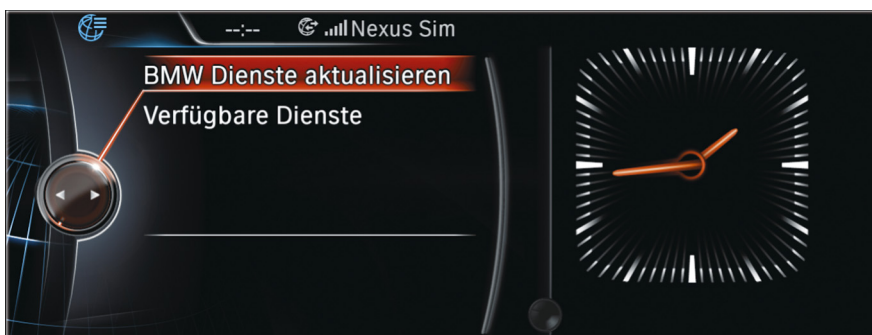 --:-- Nexus Sim
BMW Dienste aktualisieren
Verfügbare Dienste